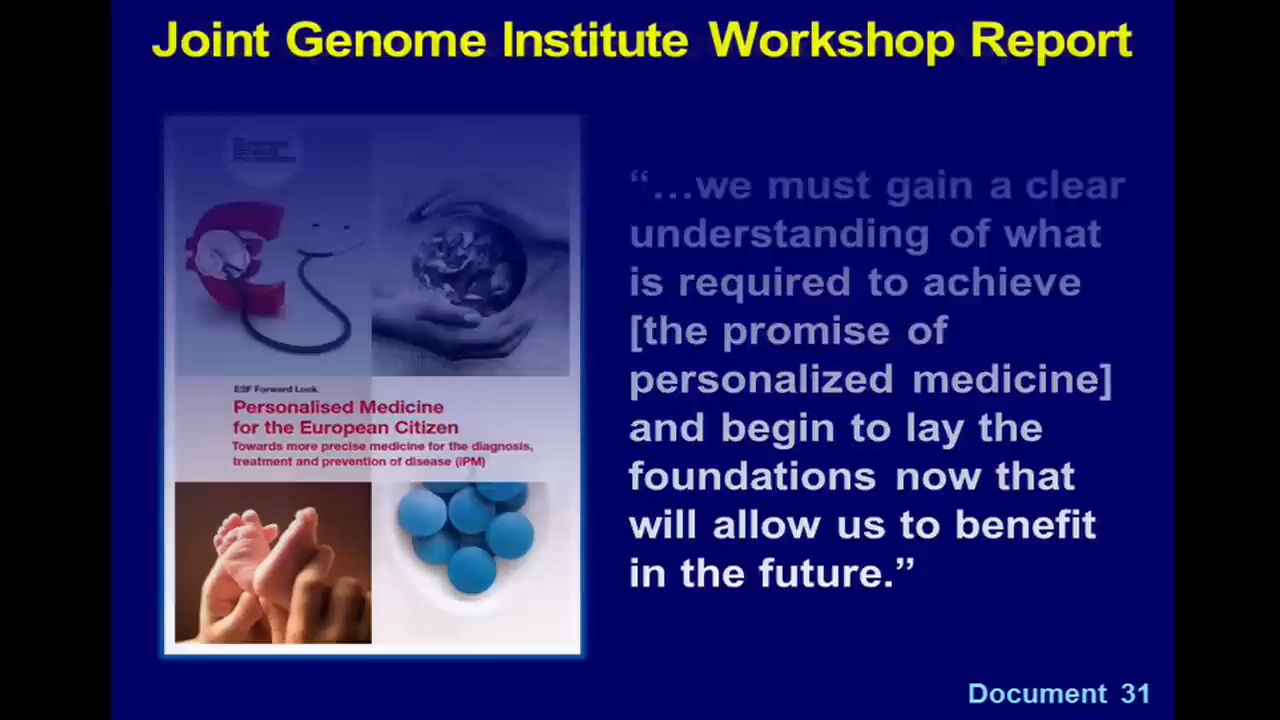 Joint Genome Institute Workshop Report
ESF Forward Look
Personalised Medicine
for the European Citizen
Towards more precise medicine for the diagnosis,
treatment and prevention of disease (iPM)
“…we must gain a clear
understanding of what
is required to achieve
[the promise of
personalized medicine]
and begin to lay the
foundations now that
will allow us to benefit
in the future.”
Document 31